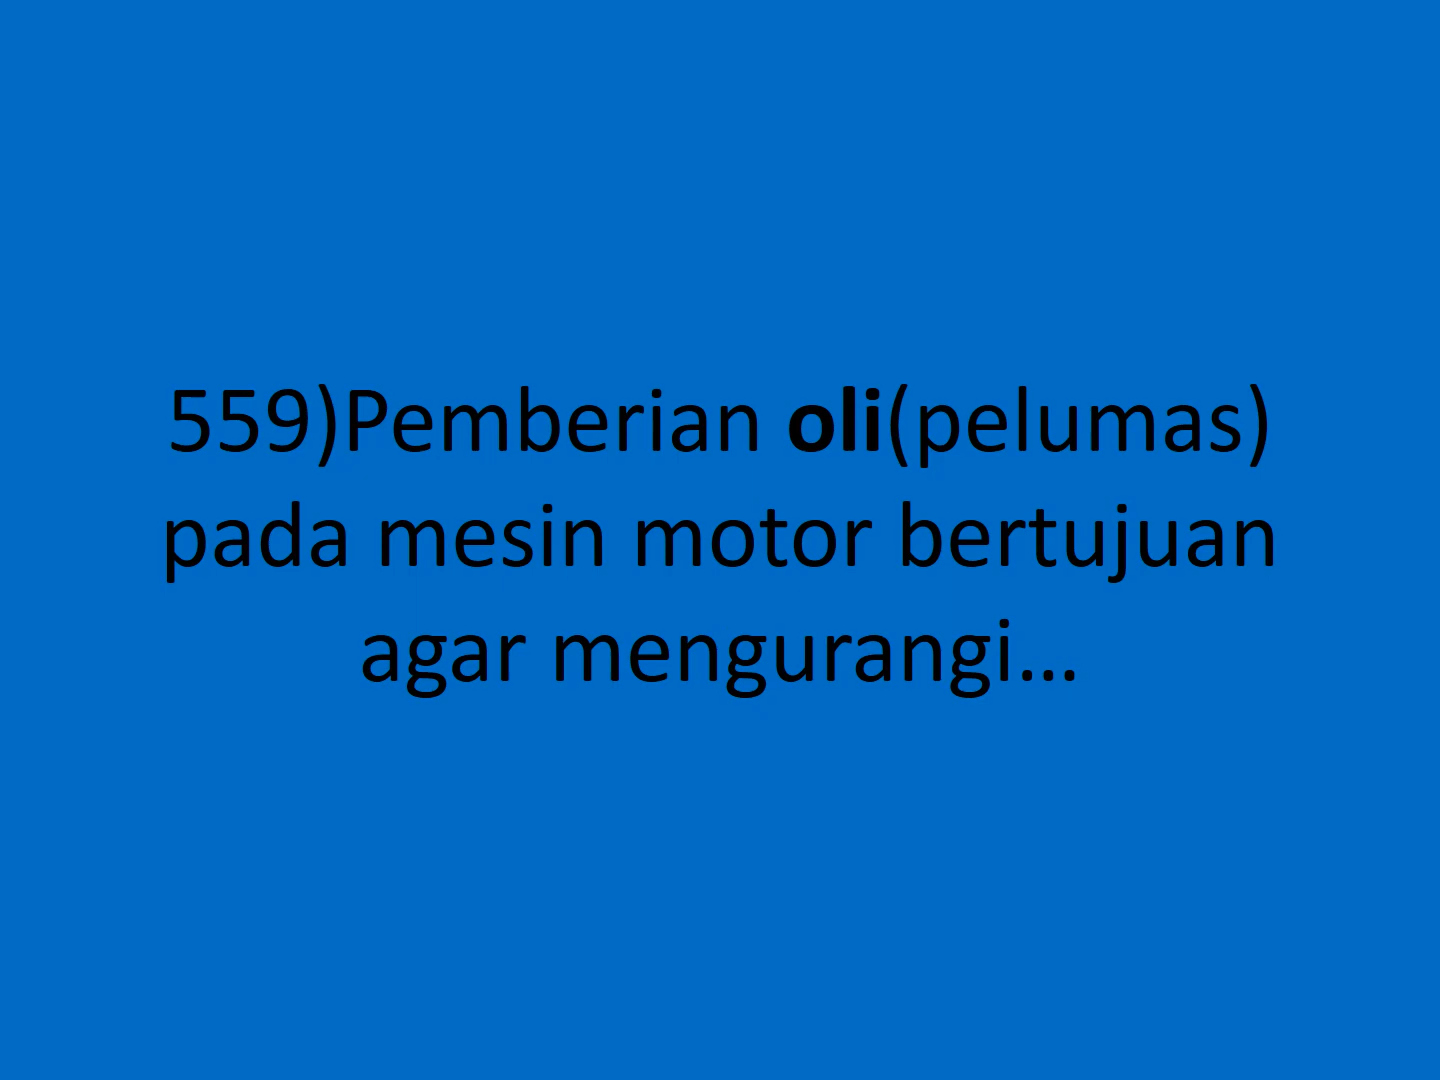 559)Pemberian oli(pelumas)
pada mesin motor bertujuan
agar mengurangi...